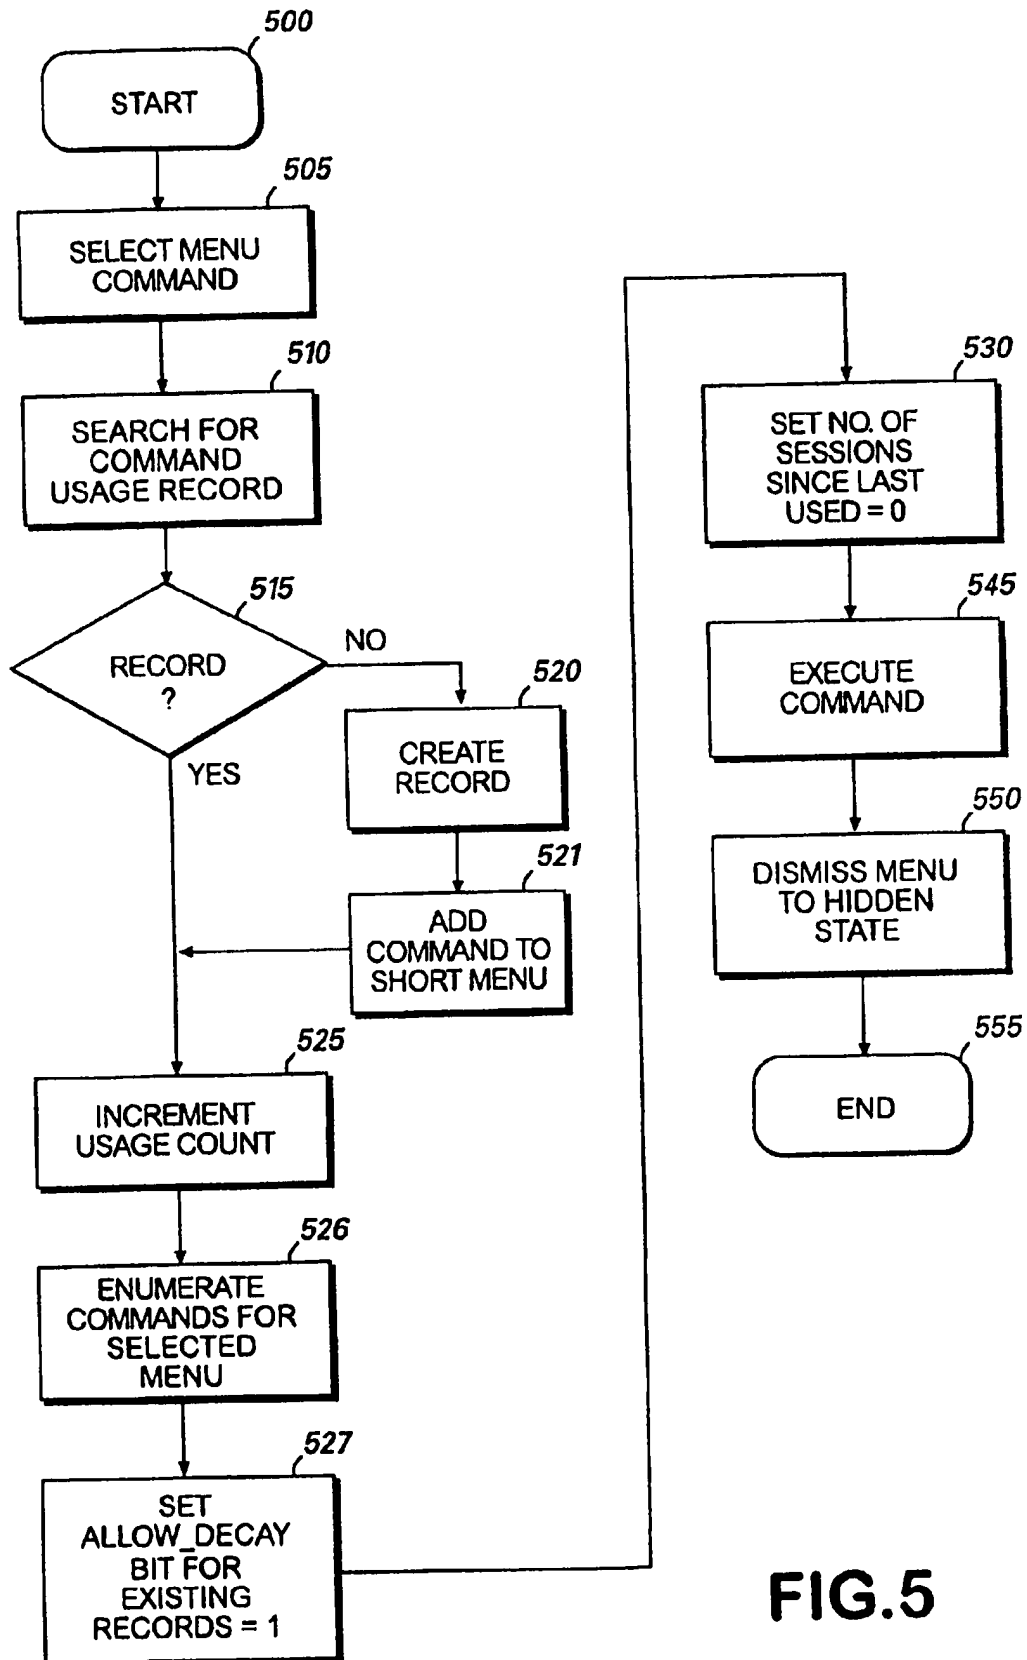 500
START
505
SELECT MENU
COMMAND
510
SEARCH FOR
COMMAND
USAGE RECORD
515
RECORD
?
NO
YES
520
CREATE
RECORD
521
ADD
COMMAND TO
SHORT MENU
525
INCREMENT
USAGE COUNT
526
ENUMERATE
COMMANDS FOR
SELECTED
MENU
527
SET
ALLOW_DECAY
BIT FOR
EXISTING
RECORDS = 1
530
SET NO. OF
SESSIONS
SINCE LAST
USED = 0
545
EXECUTE
COMMAND
550
DISMISS MENU
TO HIDDEN
STATE
555
END
FIG.5